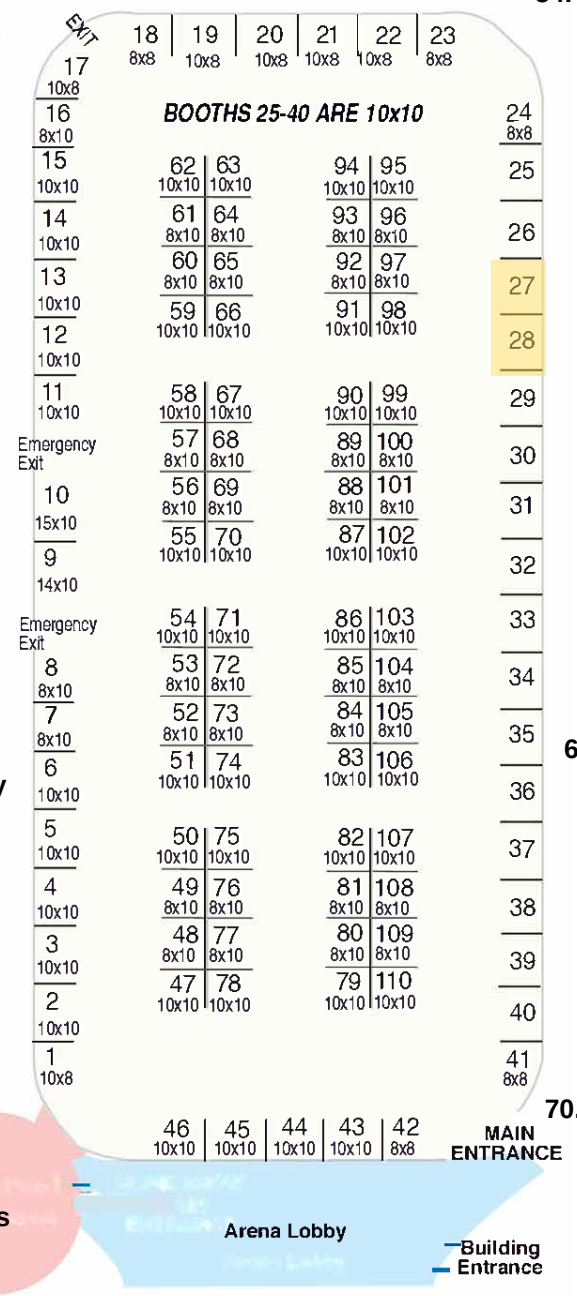 EXIT
18 19 20 21 22 23
8x8 10x8 10x8 10x8 10x8 8x8
17
10x8
16
8x10
BOOTHS 25-40 ARE 10x10
24
8x8
15
10x10
62 63 94 95
10x10 10x10 10x10 10x10
25
14
10x10
61 64 93 96
8x10 8x10 8x10 8x10
26
60 65 92 97
8x10 8x10 8x10 8x10
13
10x10
27
59 66 91 98
10x10 10x10 10x10 10x10
12
10x10
28
11
10x10
58 67 90 99
10x10 10x10 10x10 10x10
29
Emergency
Exit
57 68 89 100
8x10 8x10 8x10 8x10
30
10
15x10
56 69 88 101
8x10 8x10 8x10 8x10
31
55 70 87 102
10x10 10x10 10x10 10x10
9
14x10
32
Emergency
Exit
54 71 86 103
10x10 10x10 10x10 10x10
33
8
8x10
53 72 85 104
8x10 8x10 8x10 8x10
34
7
8x10
52 73 84 105
8x10 8x10 8x10 8x10
35
6
6
10x10
51 74 83 106
10x10 10x10 10x10 10x10
36
5
10x10
50 75 82 107
10x10 10x10 10x10 10x10
37
4
10x10
49 76 81 108
8x10 8x10 8x10 8x10
38
3
10x10
48 77 80 109
8x10 8x10 8x10 8x10
39
2
10x10
47 78 79 110
10x10 10x10 10x10 10x10
40
1
10x8
41
8x8
70.
46 45 44 43 42
10x10 10x10 10x10 10x10 8x8
MAIN
ENTRANCE
s
Arena Lobby
Building
Entrance